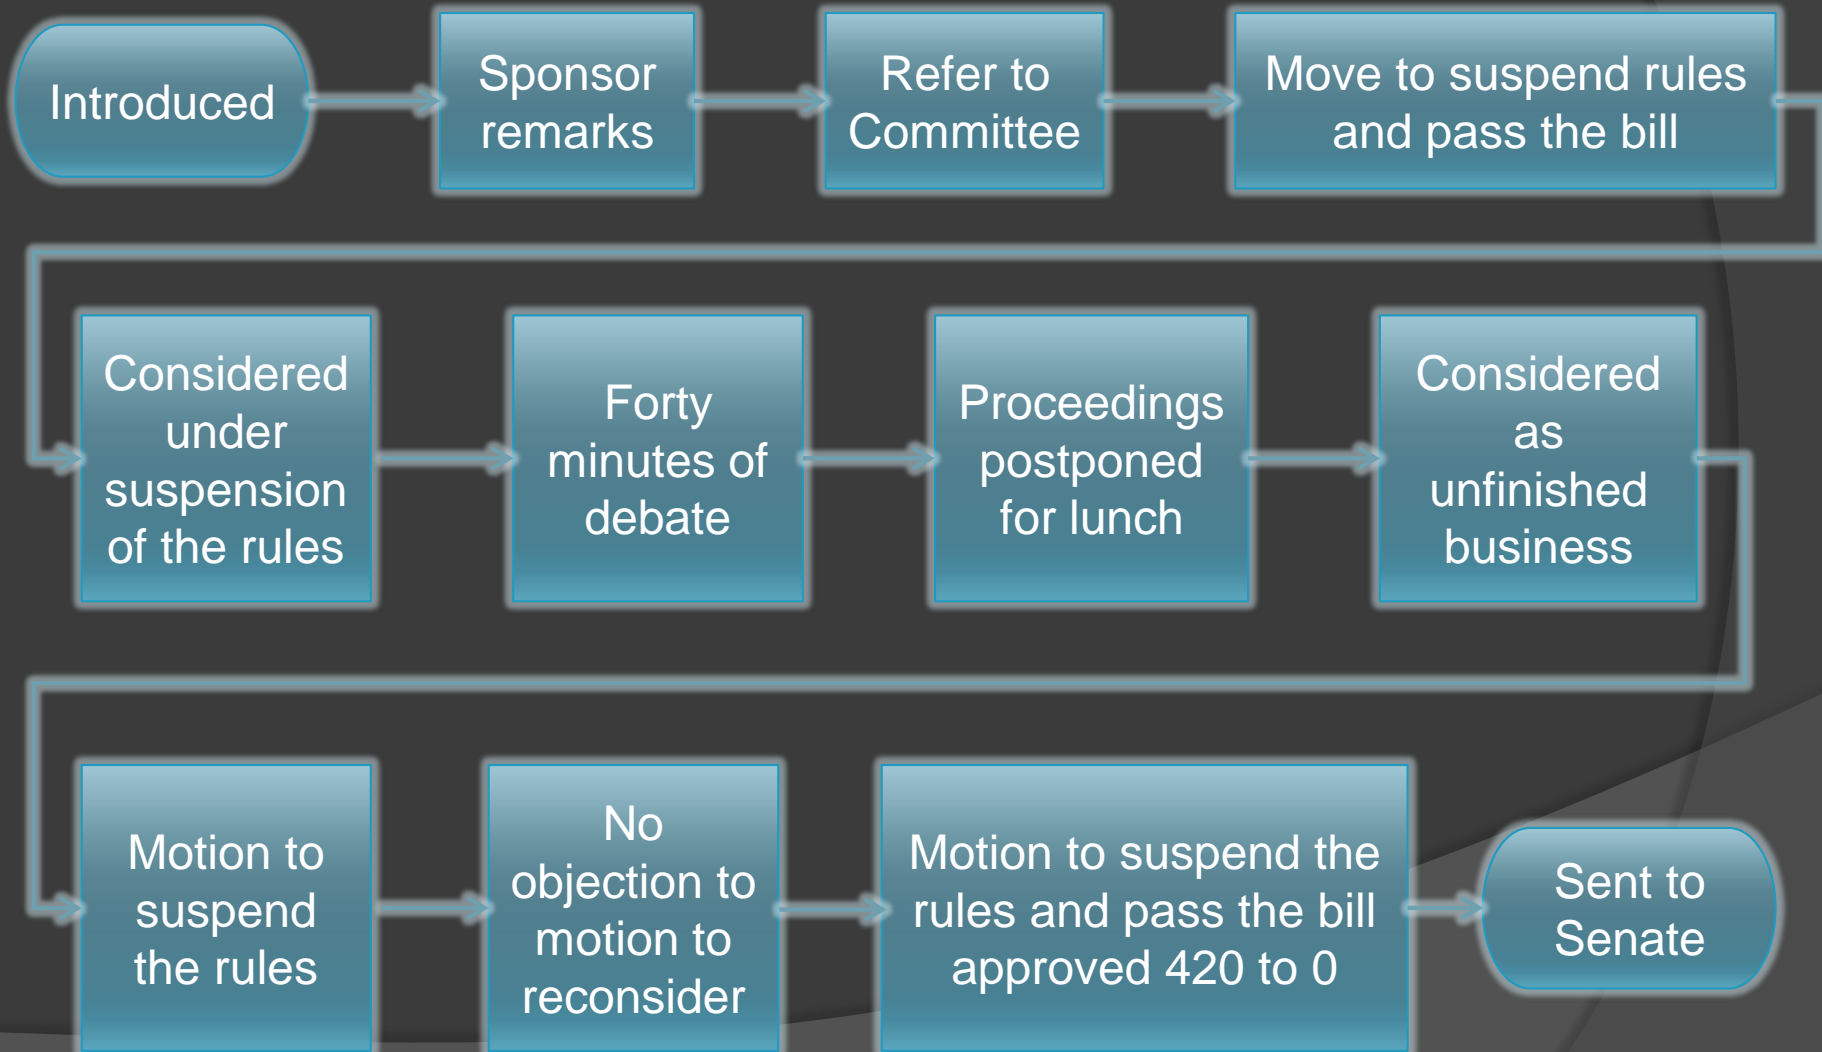 Introduced
Sponsor
remarks
Refer to
Committee
Move to suspend rules
and pass the bill
Considered
under
suspension
of the rules
Forty
minutes of
debate
Proceedings
postponed
for lunch
Considered
as
unfinished
business
Motion to
suspend
the rules
No
objection to
motion to
reconsider
Motion to suspend the
rules and pass the bill
approved 420 to 0
Sent to
Senate